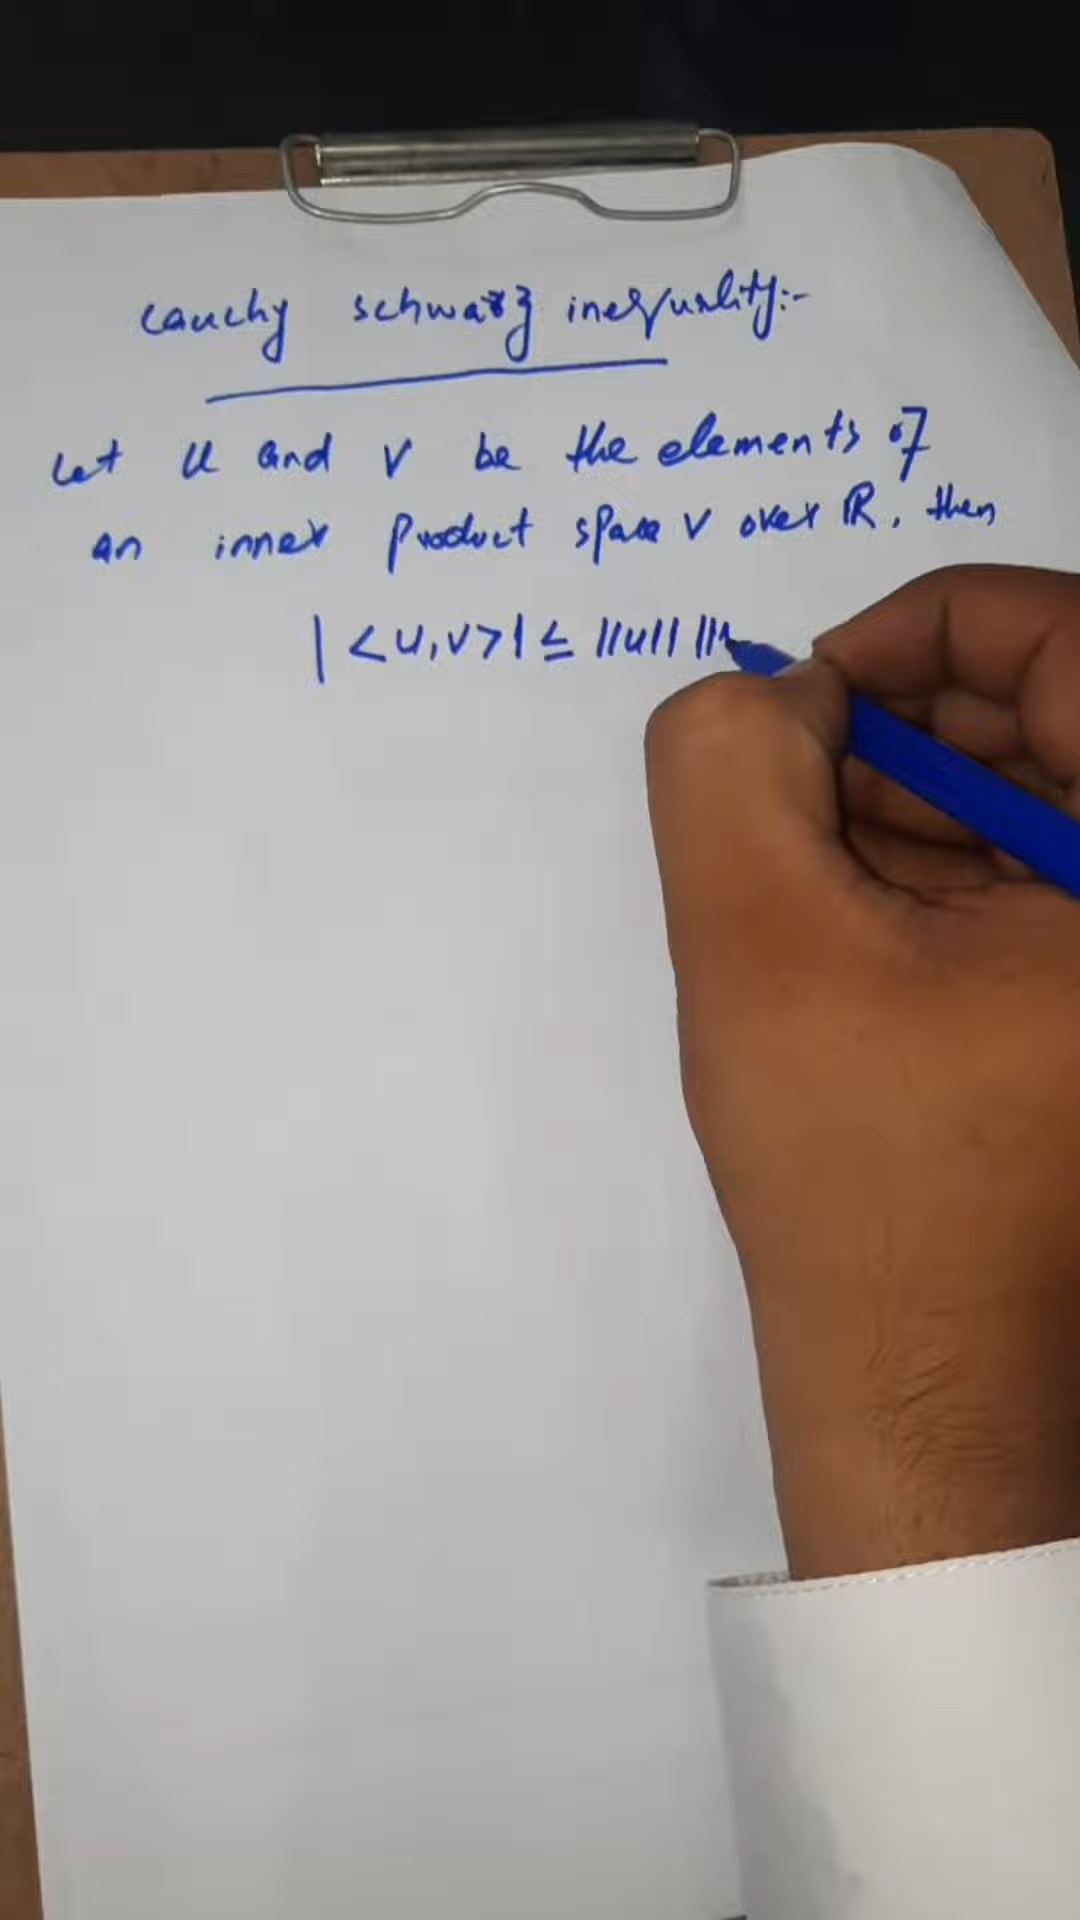 Cauchy schwarz inequality:-
Let u and v be the elements of
an inner product space V over ℝ, then
|<u,v>| ≤ ||u|| ||